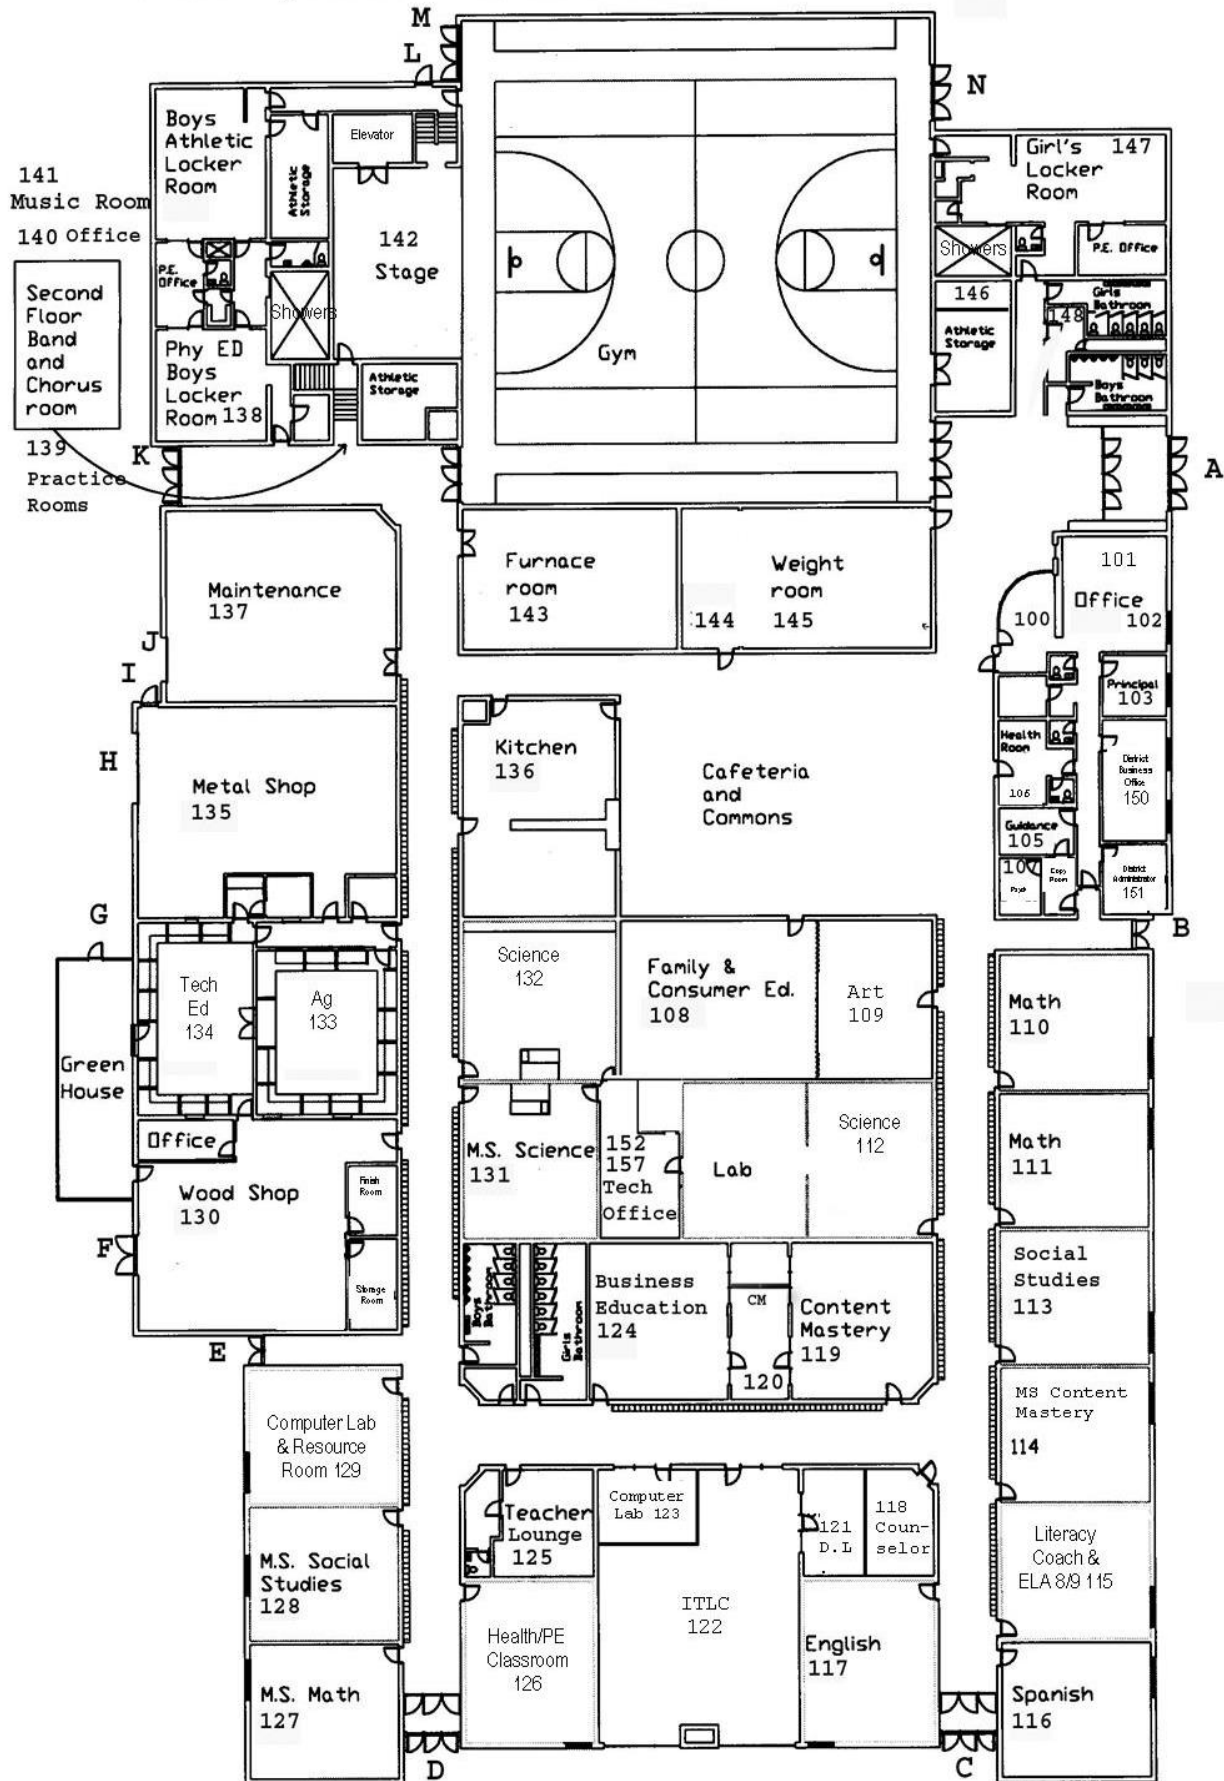 M
L
N
Boys
Athletic
Locker
Room
Elevator
Athletic
Storage
Girl's 147
Locker
Room
141
Music Room
140 Office
142
Stage
P.E.
Office
Showers
P.E. Office
Showers
Second
Floor
Band
and
Chorus
room
146
Athletic
Storage
Girls
Bathroom
148
Boys
Bathroom
Gym
Phy ED
Boys
Locker
Room 138
Athletic
Storage
139
Practice
Rooms
K
A
Maintenance
137
Furnace
room
143
Weight
room
144 145
101
Office
100 102
J
I
Principal
103
H
Metal Shop
135
Kitchen
136
Cafeteria
and
Commons
Health
Room
106
District
Business
Office
150
Guidance
105
107
Psych
Copy
Room
District
Administrator
151
G
B
Tech
Ed
134
Ag
133
Science
132
Family &
Consumer Ed.
108
Art
109
Math
110
Green
House
Office
M.S. Science
131
152
157
Tech
Office
Lab
Science
112
Math
111
Wood Shop
130
Finish
Room
F
Storage
Room
Boys
Bathroom
Girls
Bathroom
Business
Education
124
CM
120
Content
Mastery
119
Social
Studies
113
E
Computer Lab
& Resource
Room 129
MS Content
Mastery
114
Teacher
Lounge
125
Computer
Lab 123
121
D.L
118
Coun-
selor
Literacy
Coach &
ELA 8/9 115
M.S. Social
Studies
128
Health/PE
Classroom
126
ITLC
122
English
117
M.S. Math
127
Spanish
116
D
C